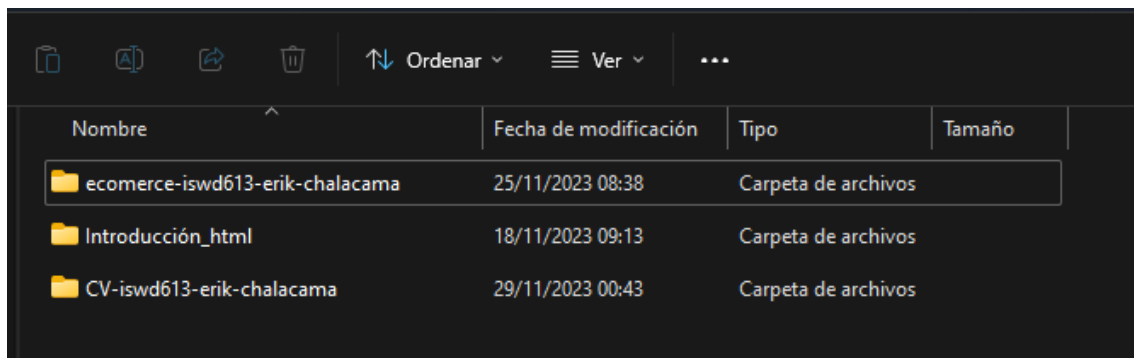 Ordenar Ver
Nombre Fecha de modificación Tipo Tamaño
ecomerce-iswd613-erik-chalacama 25/11/2023 08:38 Carpeta de archivos
Introducción_html 18/11/2023 09:13 Carpeta de archivos
CV-iswd613-erik-chalacama 29/11/2023 00:43 Carpeta de archivos